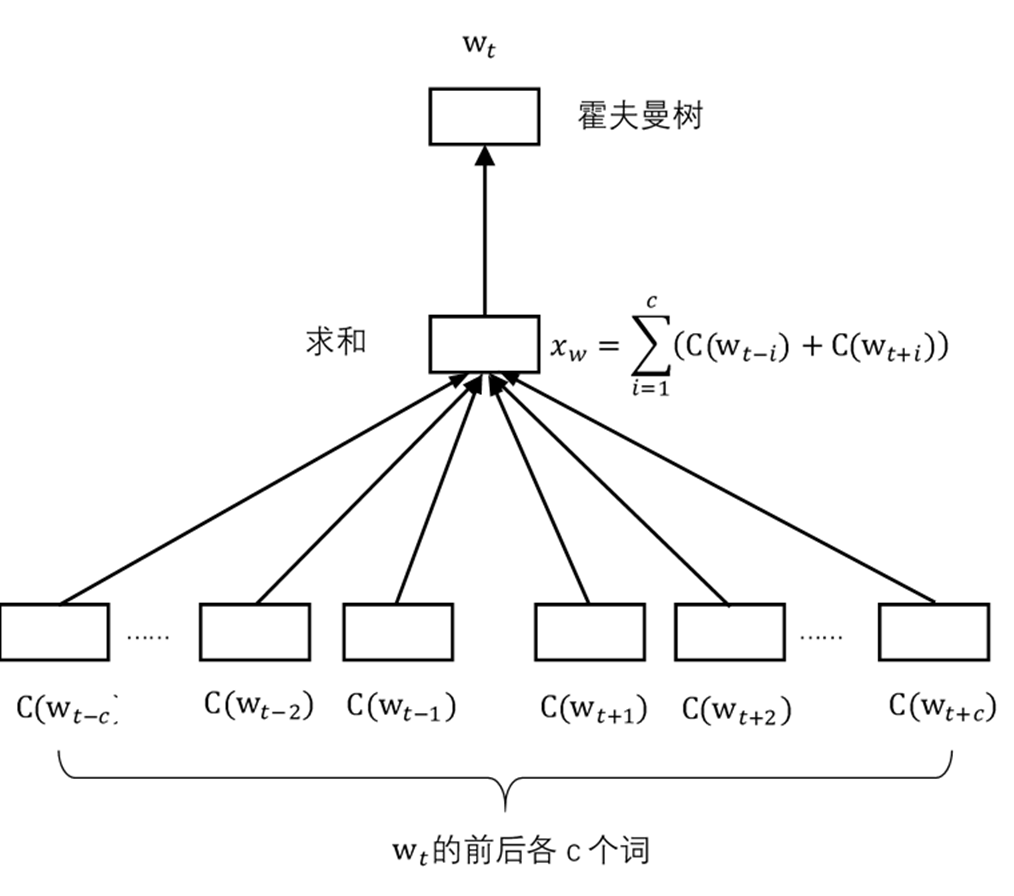 w_t
霍夫曼树
求和
x_w = \sum_{i=1}^{c} (C(w_{t-i}) + C(w_{t+i}))
…… ……
C(w_{t-c}) C(w_{t-2}) C(w_{t-1}) C(w_{t+1}) C(w_{t+2}) C(w_{t+c})
w_t的前后各 c 个词